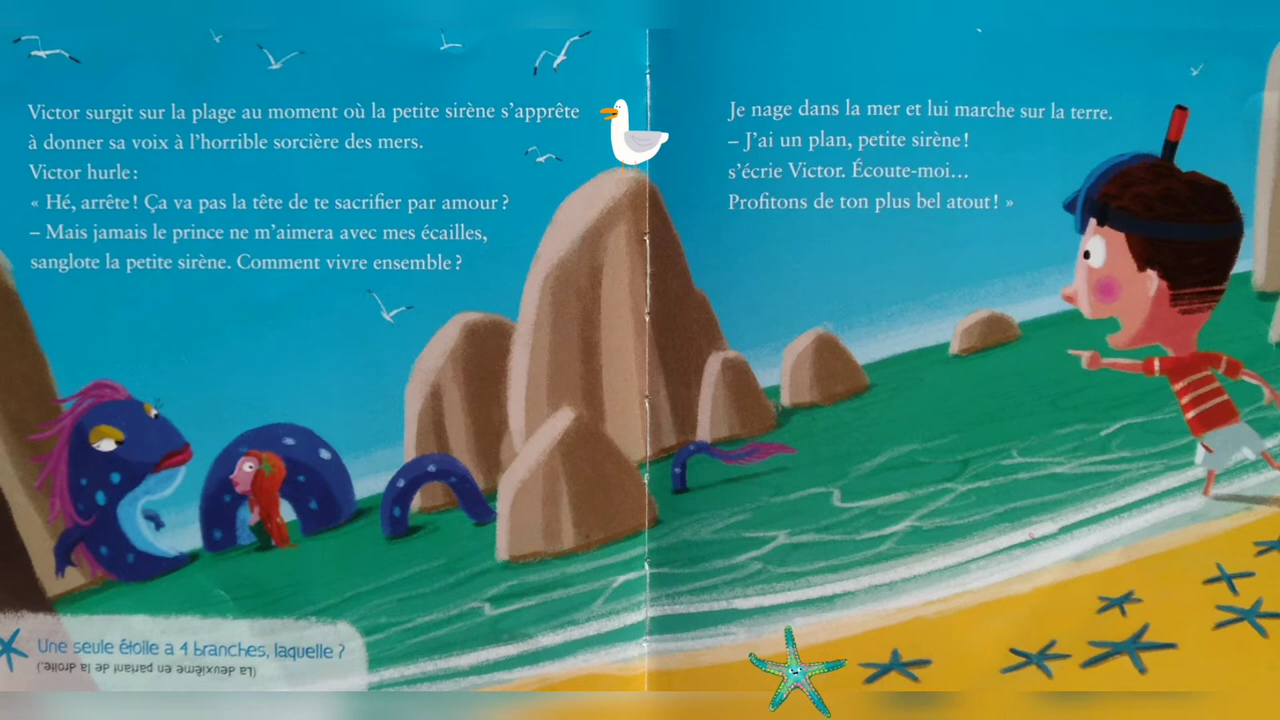 Victor surgit sur la plage au moment où la petite sirène s'apprête
à donner sa voix à l'horrible sorcière des mers.
Victor hurle :
« Hé, arrête ! Ça va pas la tête de te sacrifier par amour ?
– Mais jamais le prince ne m'aimera avec mes écailles,
sanglote la petite sirène. Comment vivre ensemble ?
Je nage dans la mer et lui marche sur la terre.
– J'ai un plan, petite sirène !
s'écrie Victor. Écoute-moi...
Profitons de ton plus bel atout ! »
Une seule étoile a 4 branches, laquelle ?
(La deuxième en partant de la droite.)